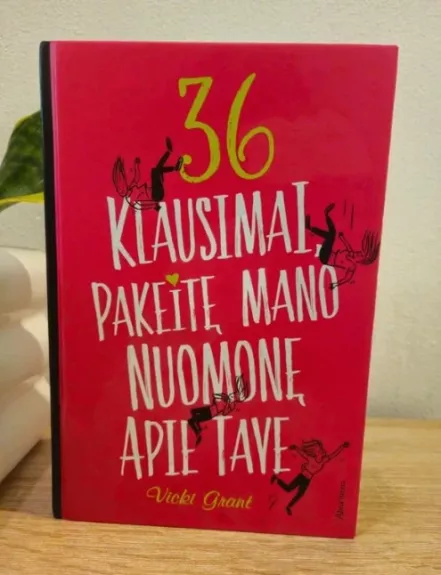 36
KLAUSIMAI,
PAKEITĘ MANO
NUOMONĘ
APIE TAVE
Vicki Grant